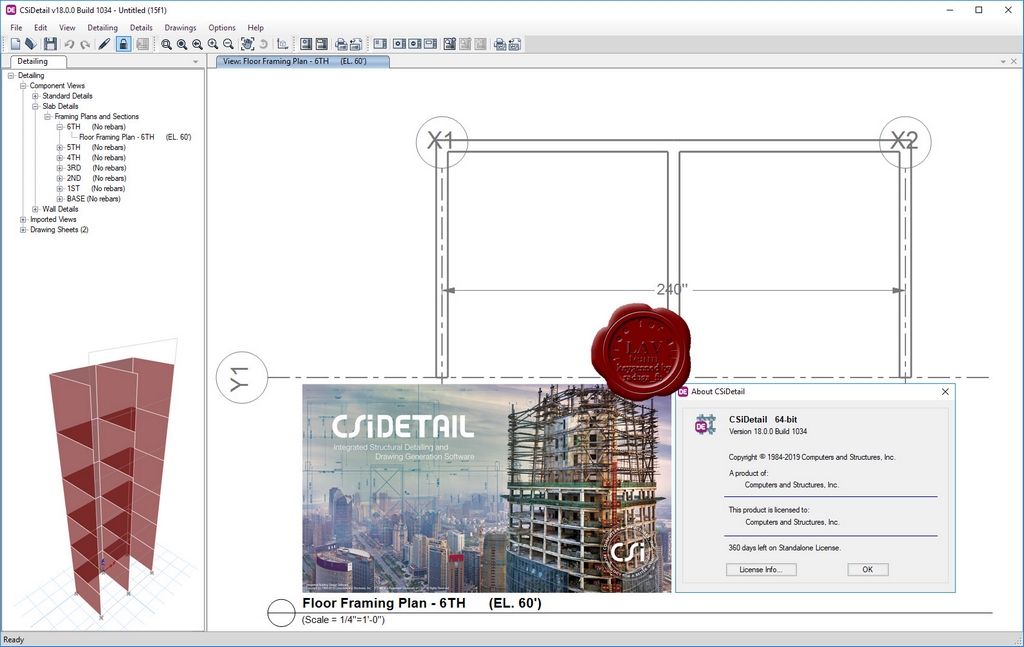 DE CSiDetail v18.0.0 Build 1034 - Untitled (15f1)
File Edit View Detailing Details Drawings Options Help
Detailing
View: Floor Framing Plan - 6TH (EL. 60')
Detailing
Component Views
Standard Details
Slab Details
Framing Plans and Sections
6TH (No rebars)
Floor Framing Plan - 6TH (EL. 60')
5TH (No rebars)
4TH (No rebars)
3RD (No rebars)
2ND (No rebars)
1ST (No rebars)
BASE (No rebars)
Wall Details
Imported Views
Drawing Sheets (2)
X1
X2
240"
Y1
LAV
team
CSiDETAIL
Integrated Structural Detailing and
Drawing Generation Software
CSi
DE About CSiDetail
DE
CSiDetail 64-bit
Version 18.0.0 Build 1034
Copyright © 1984-2019 Computers and Structures, Inc.
A product of:
Computers and Structures, Inc.
This product is licensed to:
Computers and Structures, Inc.
360 days left on Standalone License.
License Info...
OK
Floor Framing Plan - 6TH (EL. 60')
(Scale = 1/4"=1'-0")
Ready